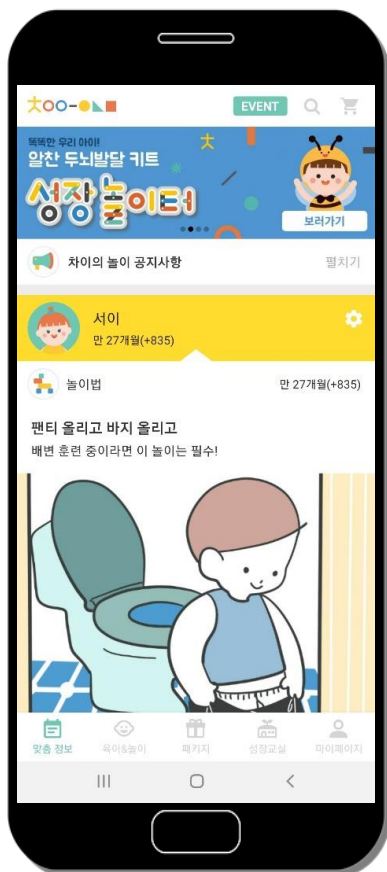 EVENT
똑똑한 우리 아이!
알찬 두뇌발달 키트
성장 놀이터
보러가기
차이의 놀이 공지사항
펼치기
서이
만 27개월(+835)
놀이법
만 27개월(+835)
팬티 올리고 바지 올리고
배변 훈련 중이라면 이 놀이는 필수!
맞춤 정보
육아&놀이
패키지
성장교실
마이페이지